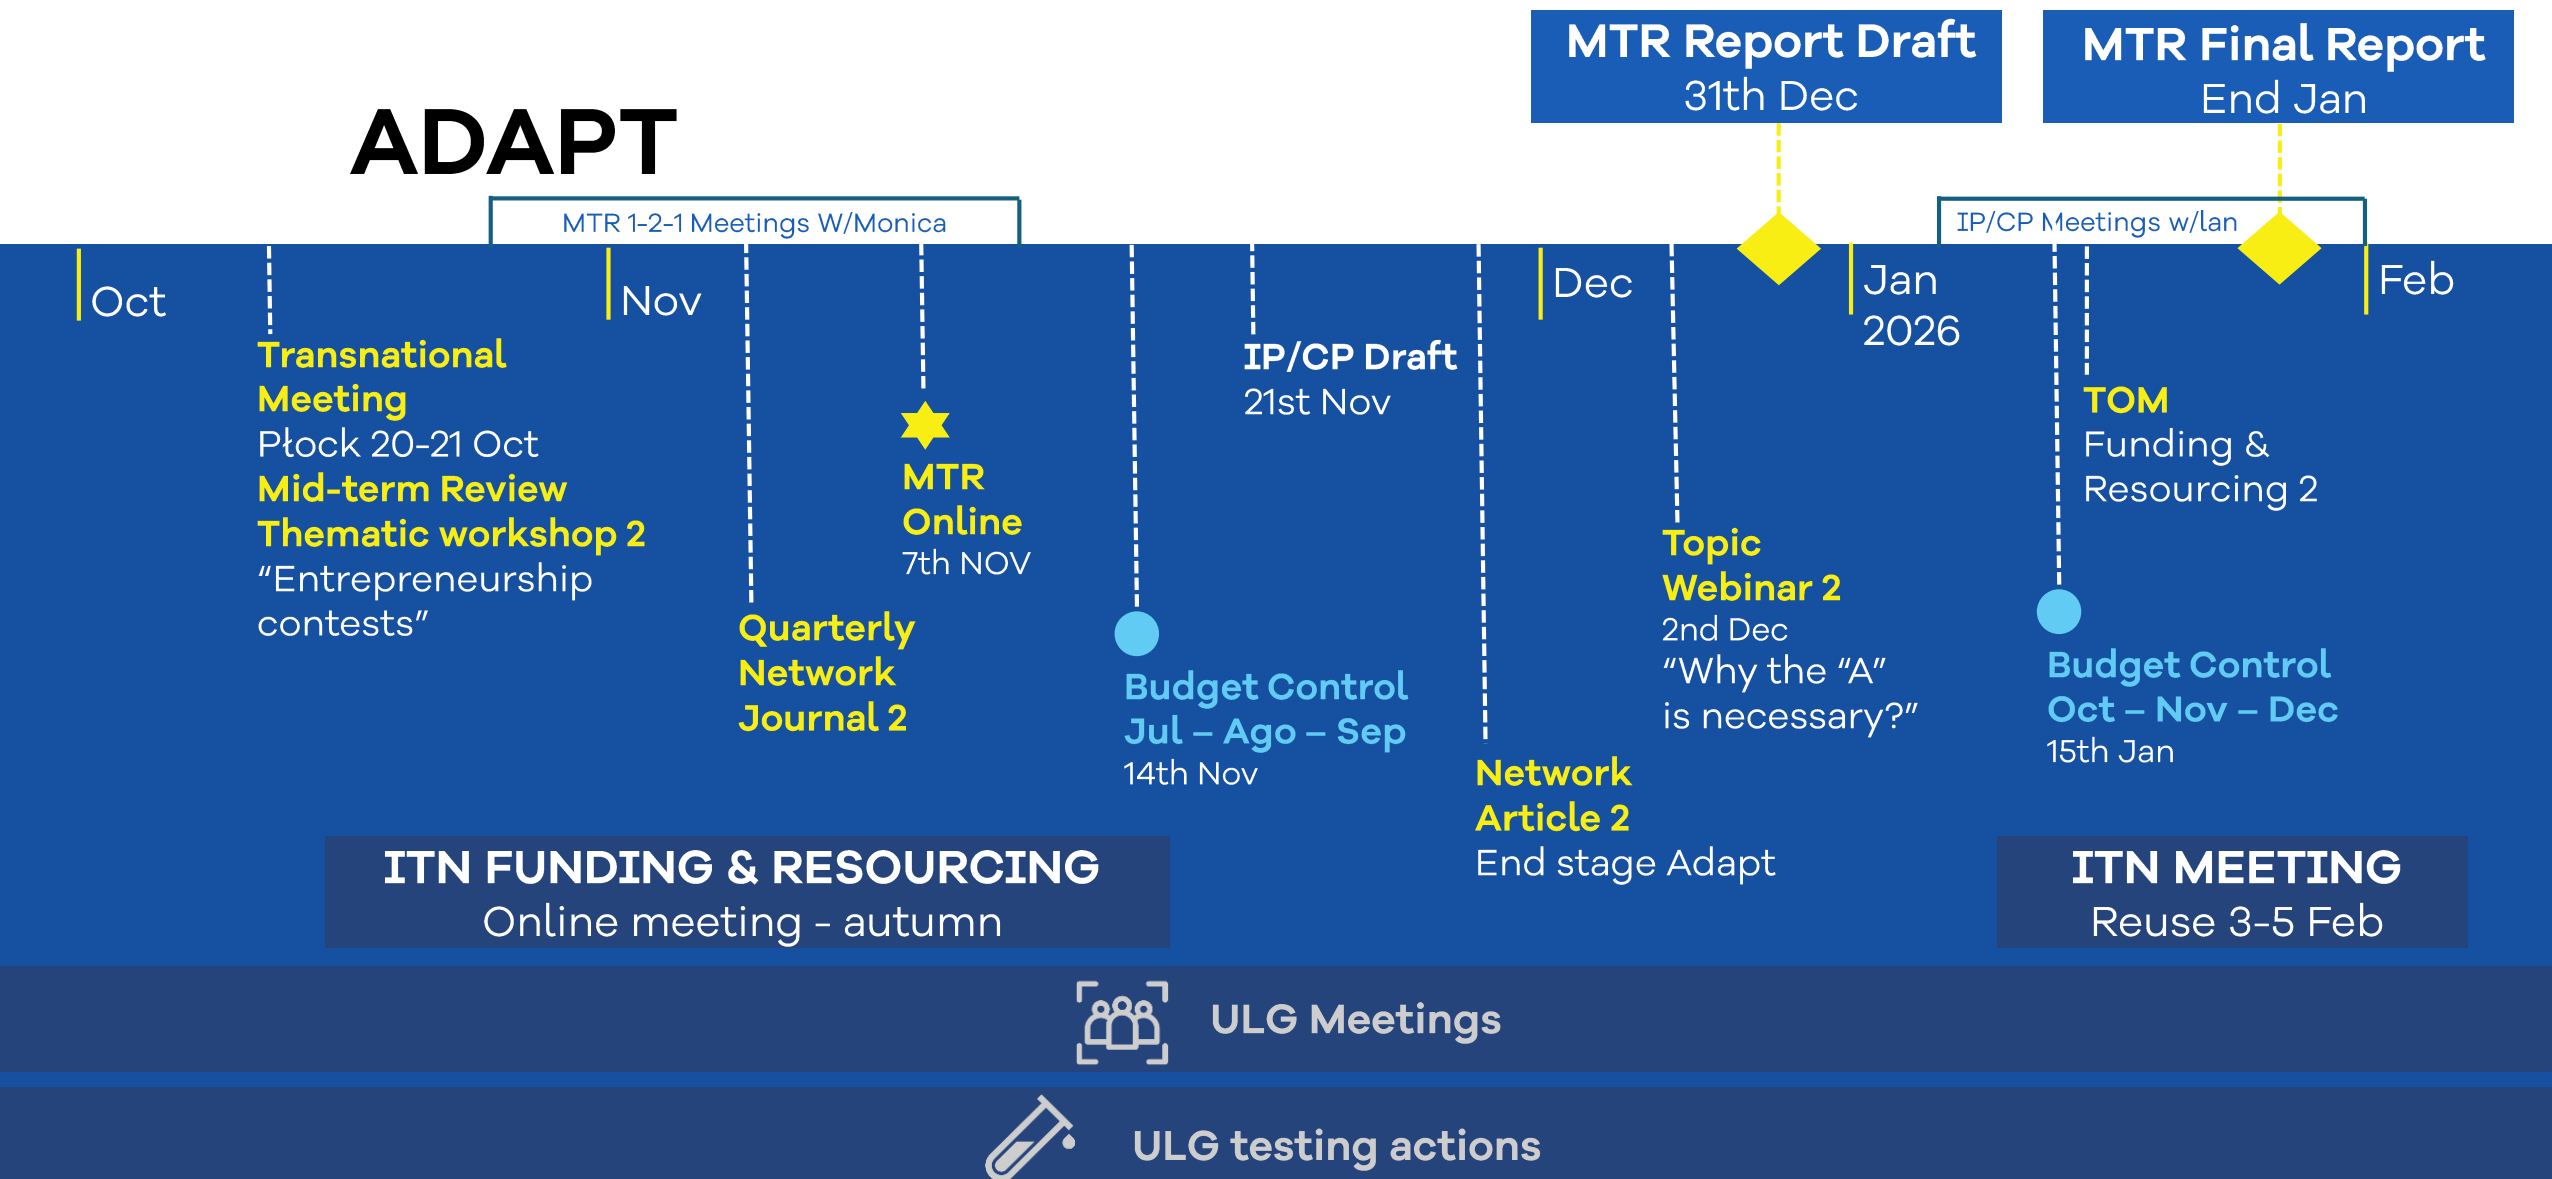 MTR Report Draft
31th Dec
MTR Final Report
End Jan
ADAPT
MTR 1-2-1 Meetings W/Monica
IP/CP Meetings w/Ian
Oct
Nov
Dec
Jan
2026
Feb
Transnational
Meeting
Płock 20-21 Oct
Mid-term Review
Thematic workshop 2
“Entrepreneurship
contests”
Quarterly
Network
Journal 2
MTR
Online
7th NOV
Budget Control
Jul – Ago – Sep
14th Nov
IP/CP Draft
21st Nov
Network
Article 2
End stage Adapt
Topic
Webinar 2
2nd Dec
“Why the “A”
is necessary?”
TOM
Funding &
Resourcing 2
Budget Control
Oct – Nov – Dec
15th Jan
ITN FUNDING & RESOURCING
Online meeting - autumn
ITN MEETING
Reuse 3-5 Feb
ULG Meetings
ULG testing actions